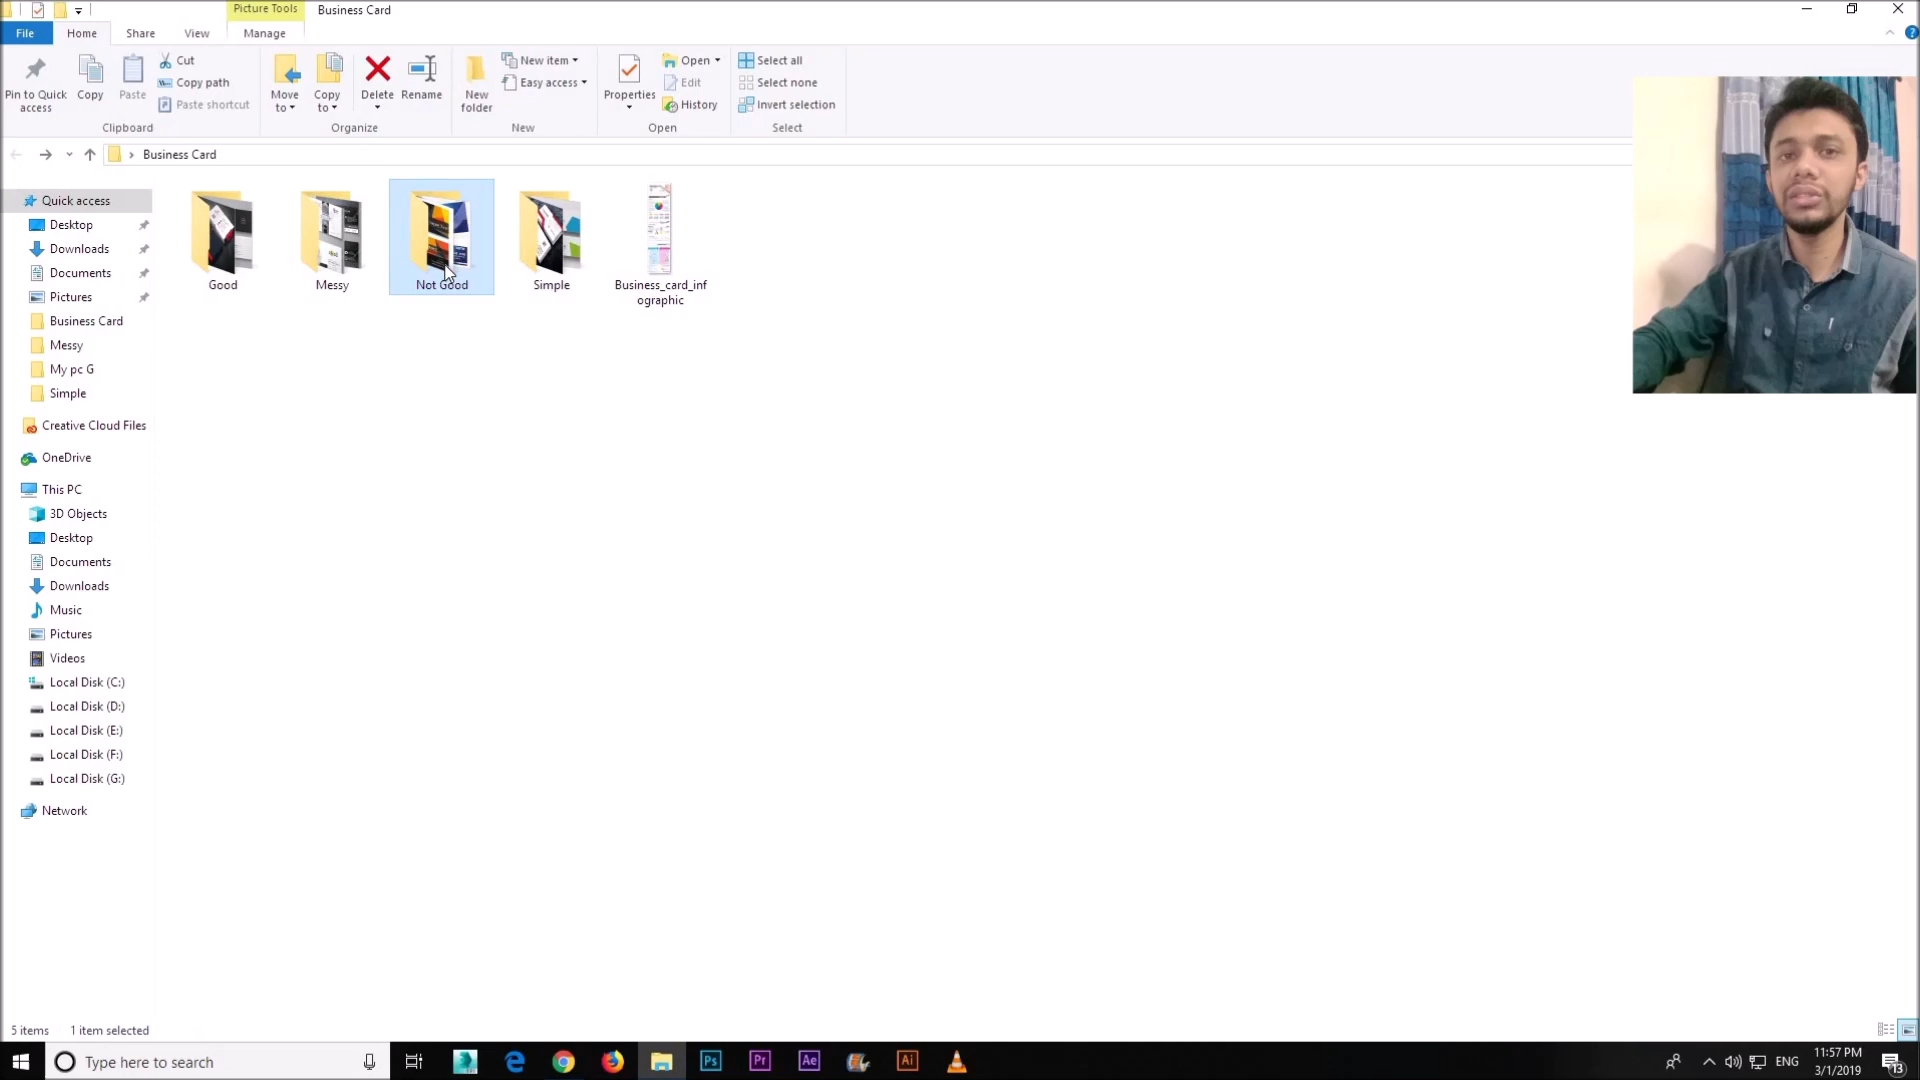 Picture Tools
Business Card
File
Home
Share
View
Manage
Pin to Quick
access
Copy
Paste
Cut
Copy path
Paste shortcut
Clipboard
Move
to
Copy
to
Delete
Rename
Organize
New
folder
New item
Easy access
New
Properties
Open
Edit
History
Open
Select all
Select none
Invert selection
Select
Business Card
Quick access
Desktop
Downloads
Documents
Pictures
Business Card
Messy
My pc G
Simple
Creative Cloud Files
OneDrive
This PC
3D Objects
Desktop
Documents
Downloads
Music
Pictures
Videos
Local Disk (C:)
Local Disk (D:)
Local Disk (E:)
Local Disk (F:)
Local Disk (G:)
Network
Good
Messy
Not Good
Simple
Business_card_inf
ographic
5 items
1 item selected
Type here to search
Ps
Pr
Ae
Ai
ENG
11:57 PM
3/1/2019
13